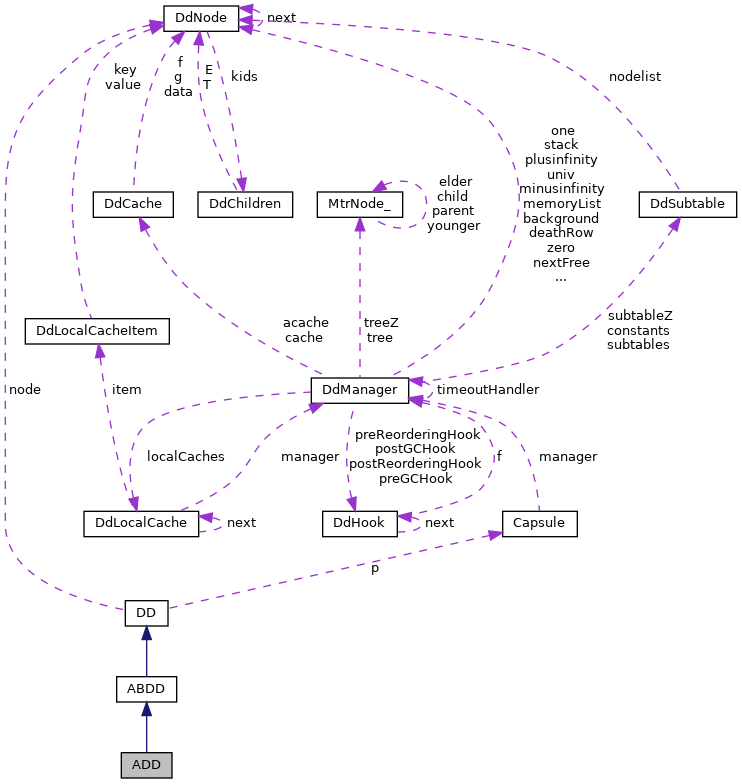 DdNode
next
key
value
f
g
data
E
T
kids
nodelist
one
stack
plusinfinity
univ
minusinfinity
memoryList
background
deathRow
zero
nextFree
...
elder
child
parent
younger
DdCache
DdChildren
MtrNode_
DdSubtable
DdLocalCacheItem
acache
cache
treeZ
tree
subtableZ
constants
subtables
node
item
DdManager
timeoutHandler
localCaches
manager
preReorderingHook
postGCHook
postReorderingHook
preGCHook
f
manager
DdLocalCache
next
DdHook
next
Capsule
p
DD
ABDD
ADD